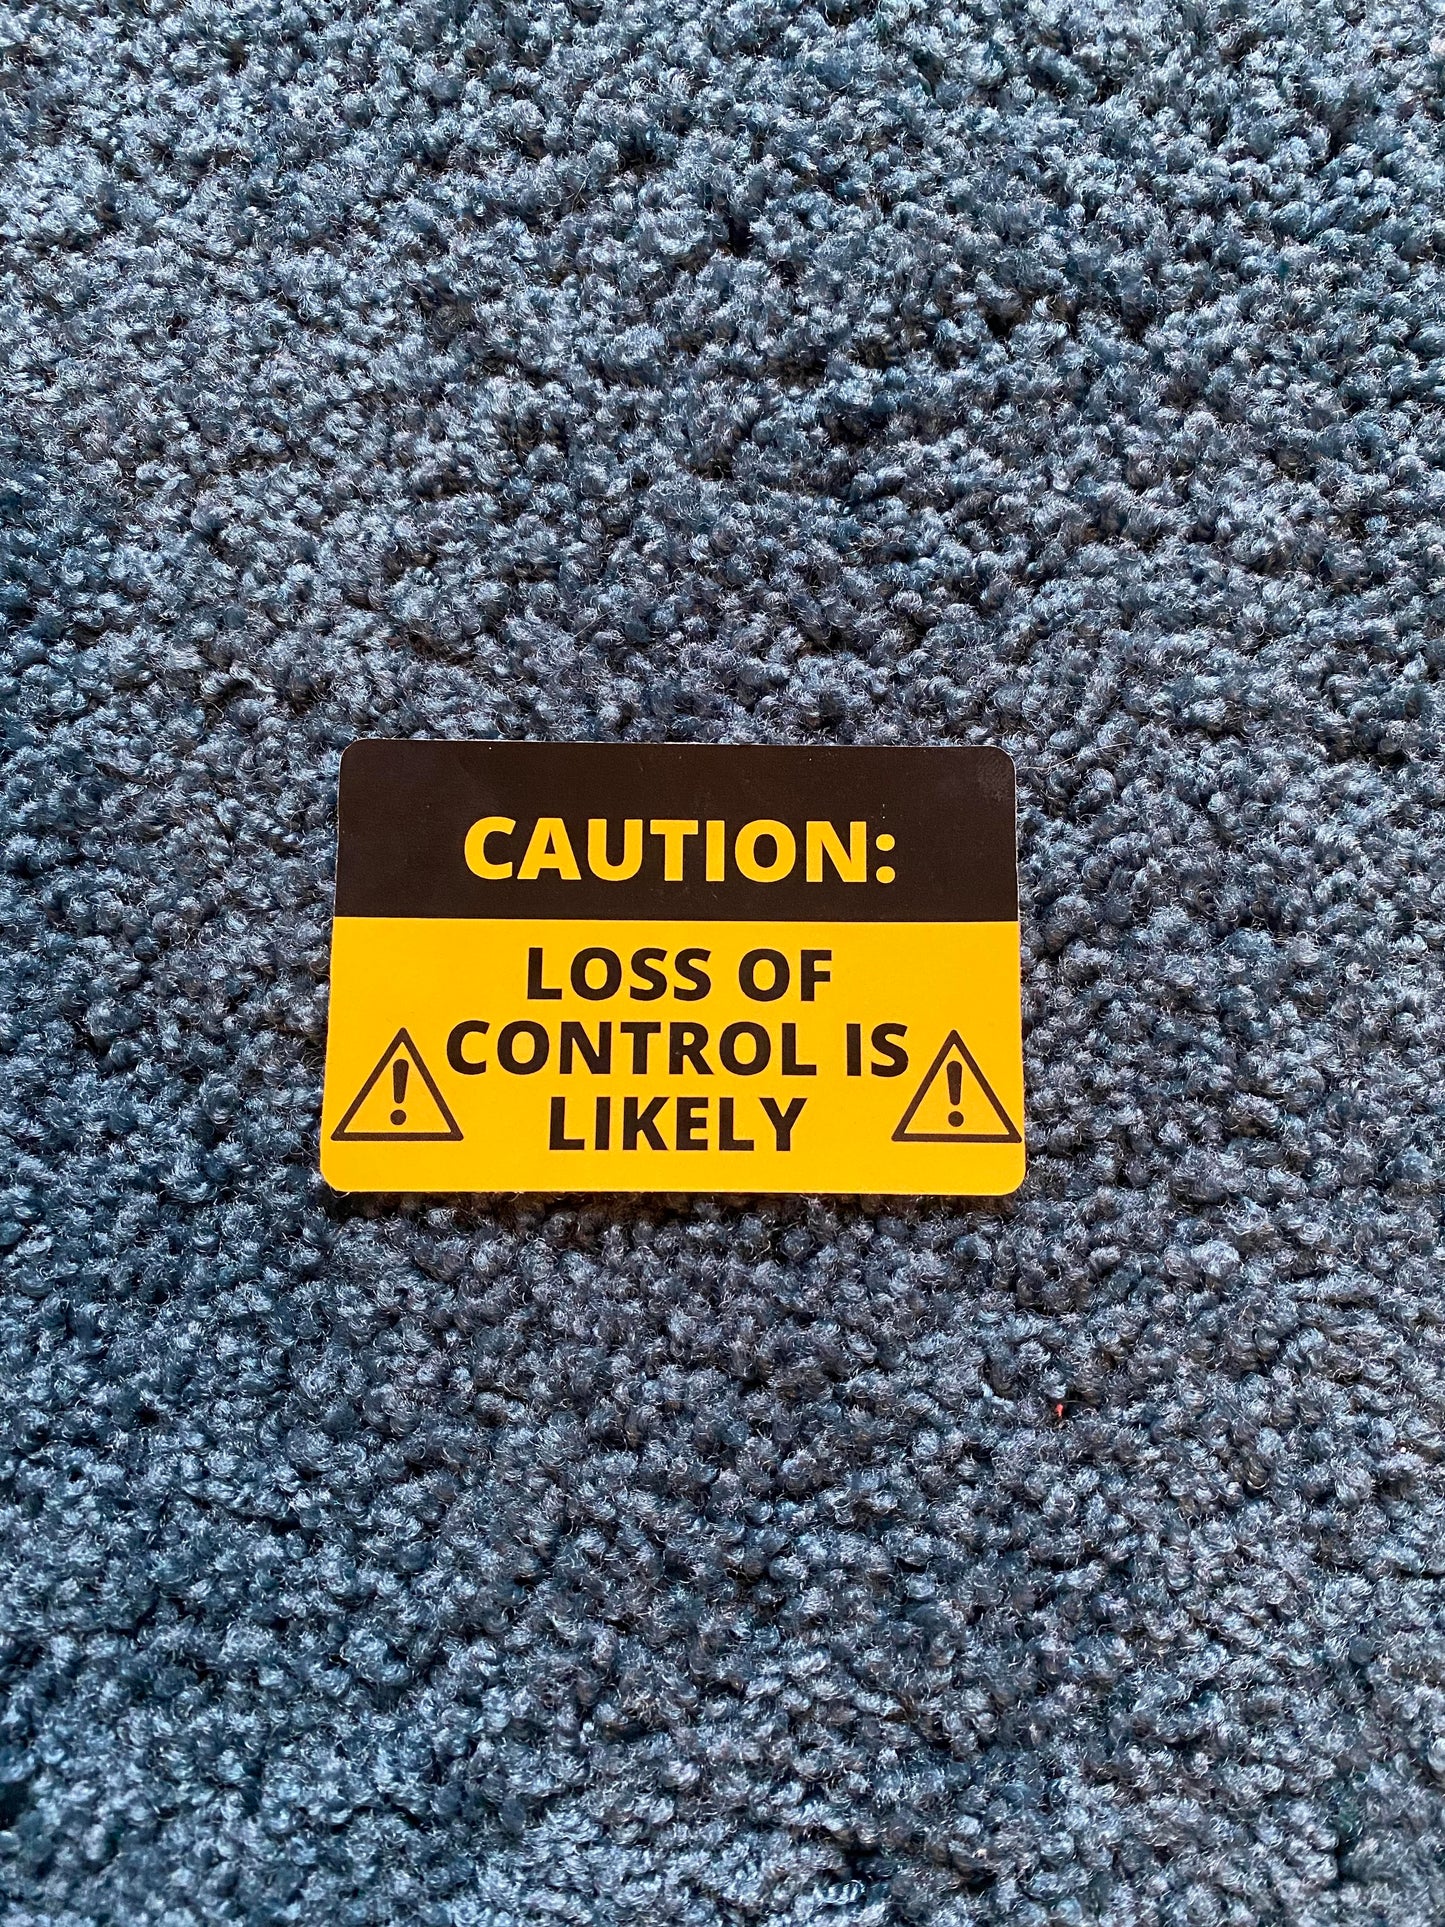 CAUTION:
LOSS OF
CONTROL IS
LIKELY